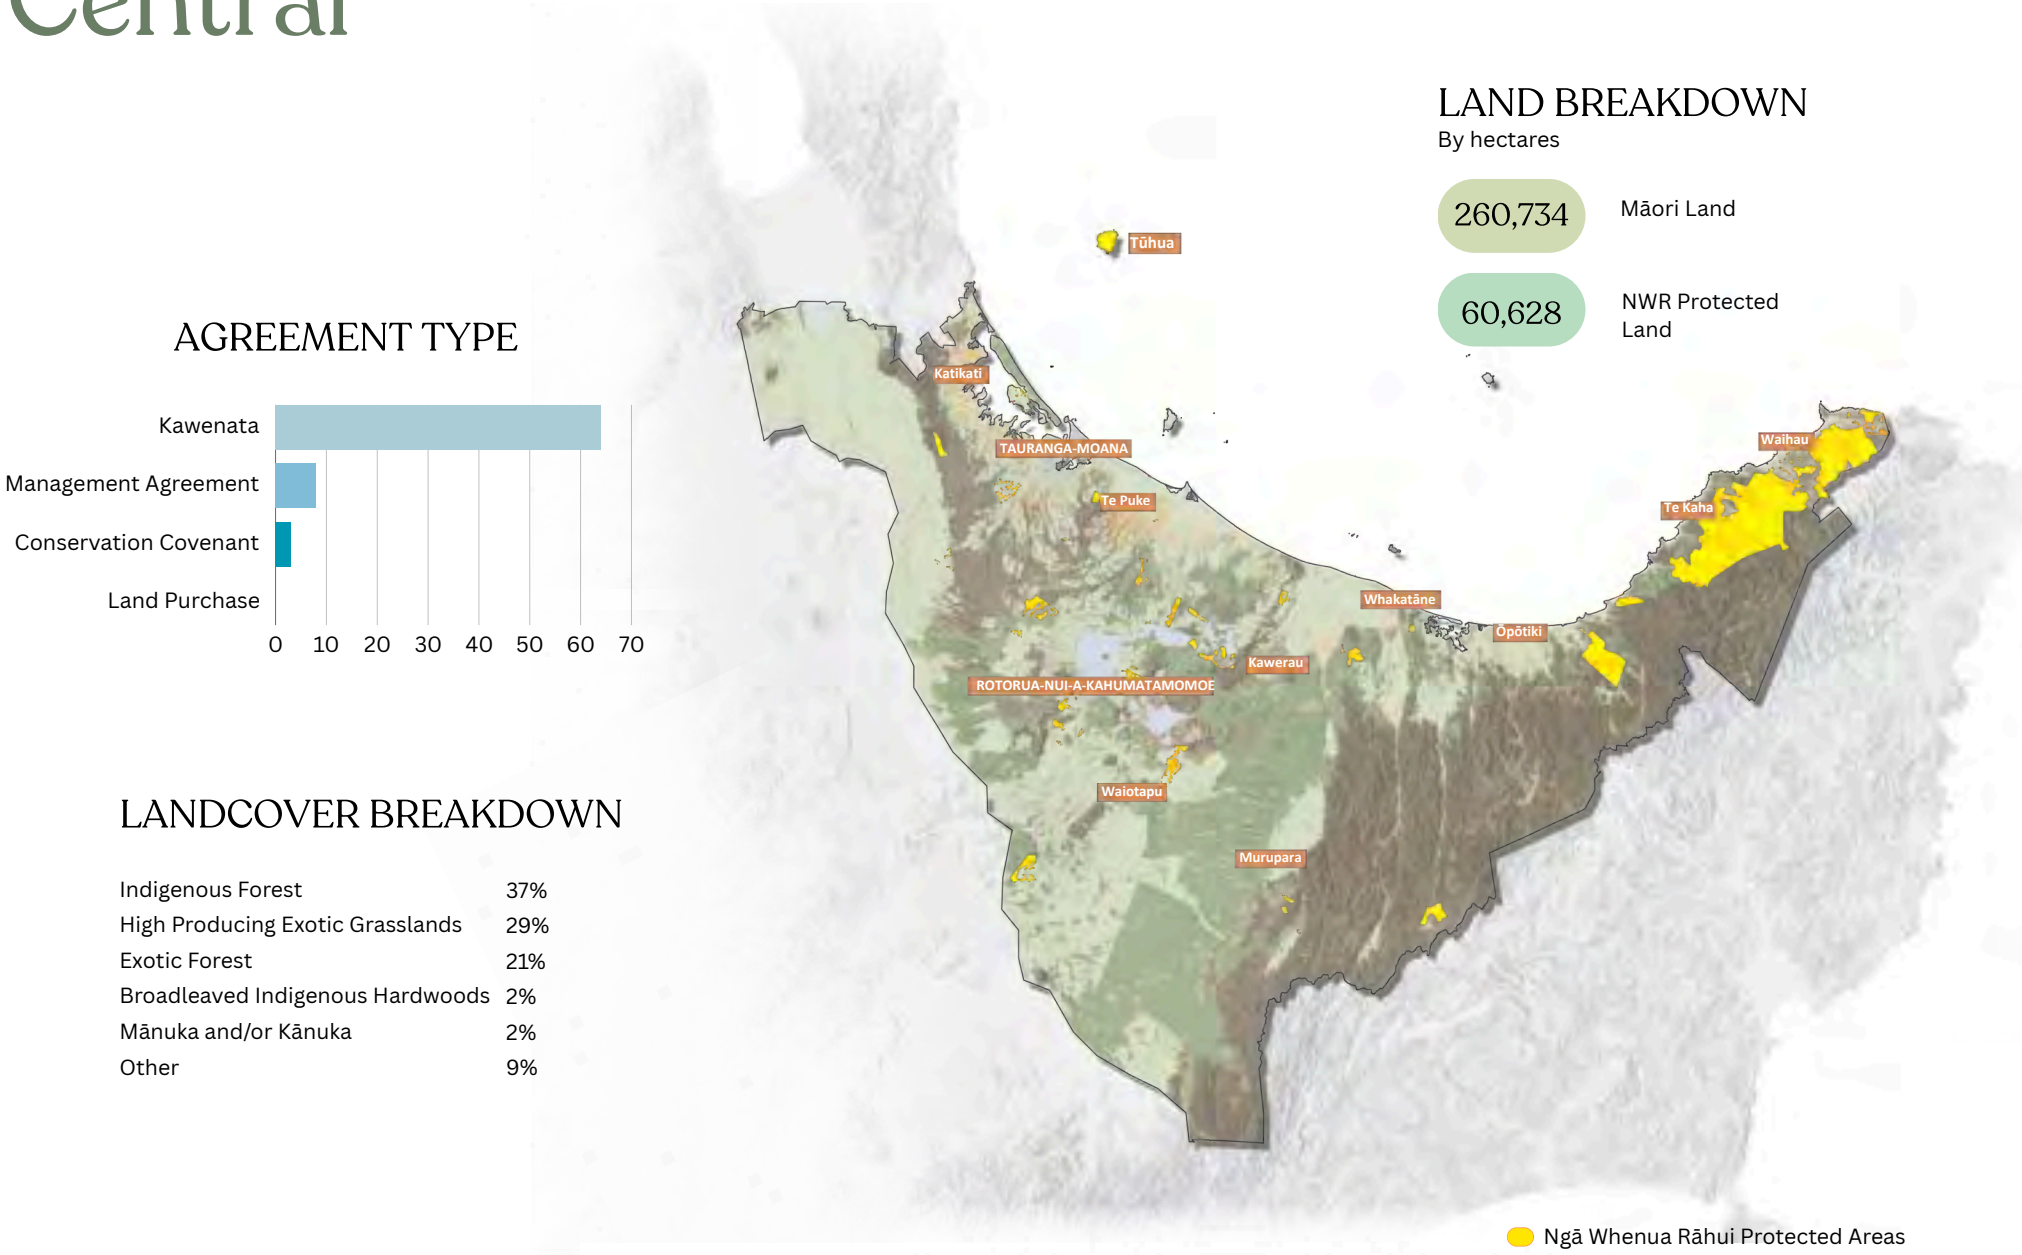 Central
LAND BREAKDOWN
By hectares
260,734
Māori Land
60,628
NWR Protected
Land
AGREEMENT TYPE
Kawenata
Management Agreement
Conservation Covenant
Land Purchase
0 10 20 30 40 50 60 70
LANDCOVER BREAKDOWN
Indigenous Forest 37%
High Producing Exotic Grasslands 29%
Exotic Forest 21%
Broadleaved Indigenous Hardwoods 2%
Mānuka and/or Kānuka 2%
Other 9%
Tūhua
Katikati
TAURANGA-MOANA
Te Puke
Waihau
Te Kaha
Whakatāne
Ōpōtiki
Kawerau
ROTORUA-NUI-A-KAHUMATAMOMOE
Waiotapu
Murupara
Ngā Whenua Rāhui Protected Areas